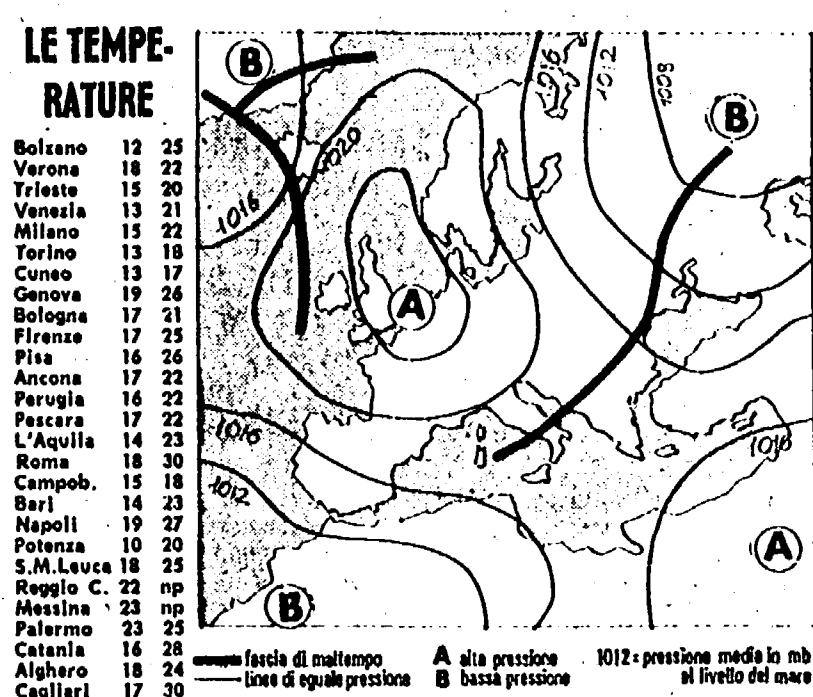 LE TEMPE-
RATURE
Bolzano 12 25
Verona 18 22
Trieste 15 20
Venezia 13 21
Milano 15 22
Torino 13 18
Cuneo 13 17
Genova 19 26
Bologna 17 21
Firenze 17 25
Pisa 16 26
Ancona 17 22
Perugia 16 22
Pescara 17 22
L'Aquila 14 23
Roma 18 30
Campob. 15 18
Bari 14 23
Napoli 19 27
Potenza 10 20
S.M.Leuca 18 25
Reggio C. 22 np
Messina 23 np
Palermo 23 25
Catania 16 28
Alghero 18 24
Cagliari 17 30
B
1016
1012
1008
B
1020
1016
A
1016
1012
1016
A
B
fascia di maltempo
linee di eguale pressione
A alta pressione
B bassa pressione
1012 = pressione media in mb
al livello del mare